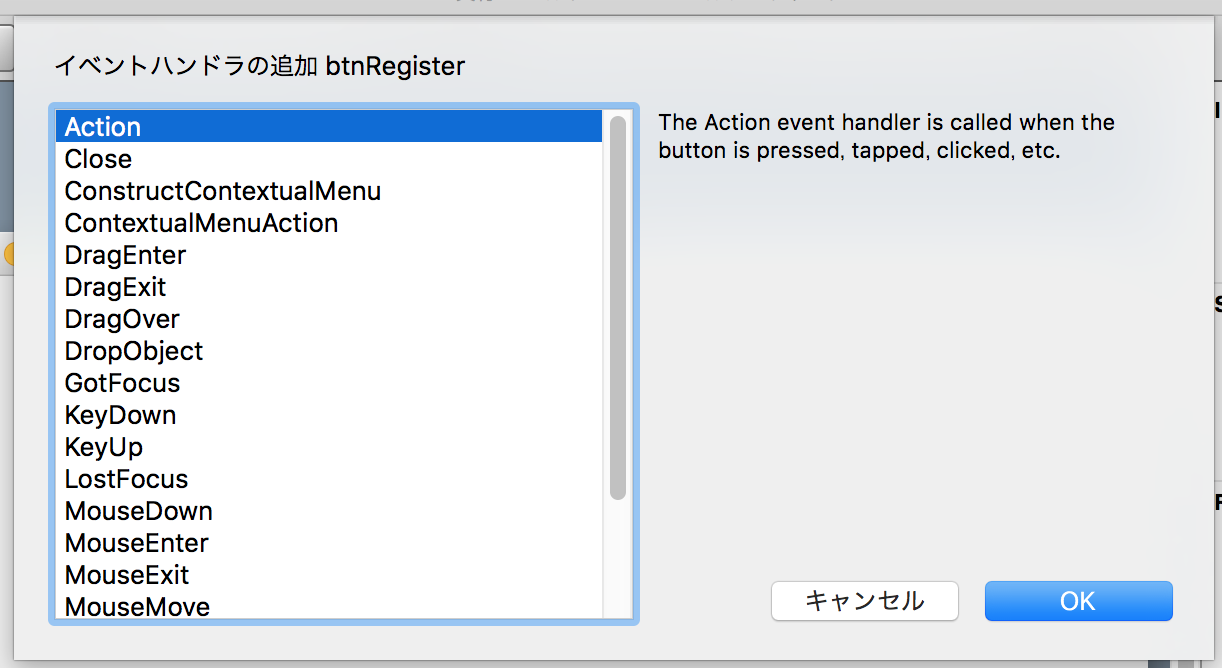 イベントハンドラの追加 btnRegister
Action
Close
ConstructContextualMenu
ContextualMenuAction
DragEnter
DragExit
DragOver
DropObject
GotFocus
KeyDown
KeyUp
LostFocus
MouseDown
MouseEnter
MouseExit
MouseMove
The Action event handler is called when the
button is pressed, tapped, clicked, etc.
キャンセル
OK